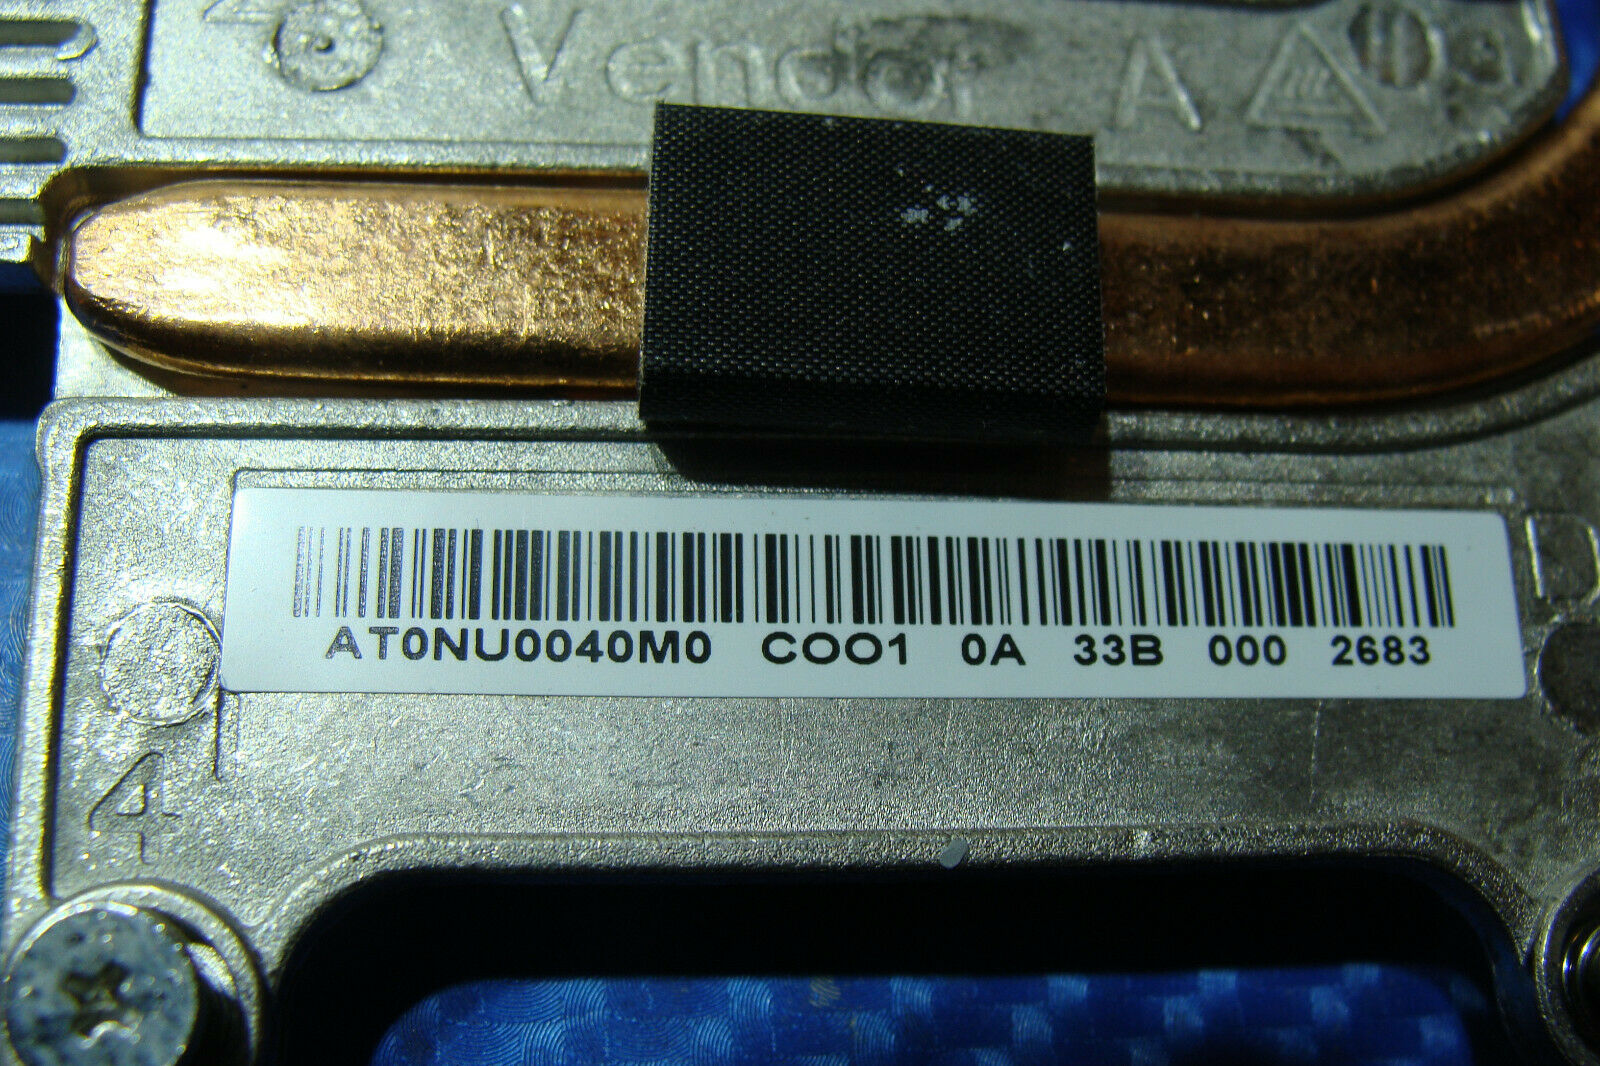 Vendor A
AT0NU0040M0 COO1 0A 33B 000 2683
4